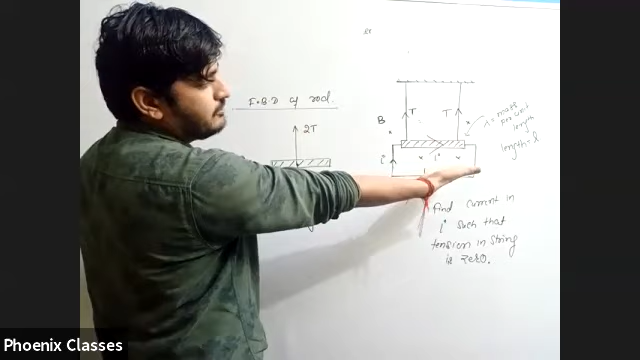 F.B.D of rod.
2T
B
T
T
λ = mass
per unit
length
length = l
i
i
Find current in
i such that
tension in string
is zero.
Phoenix Classes